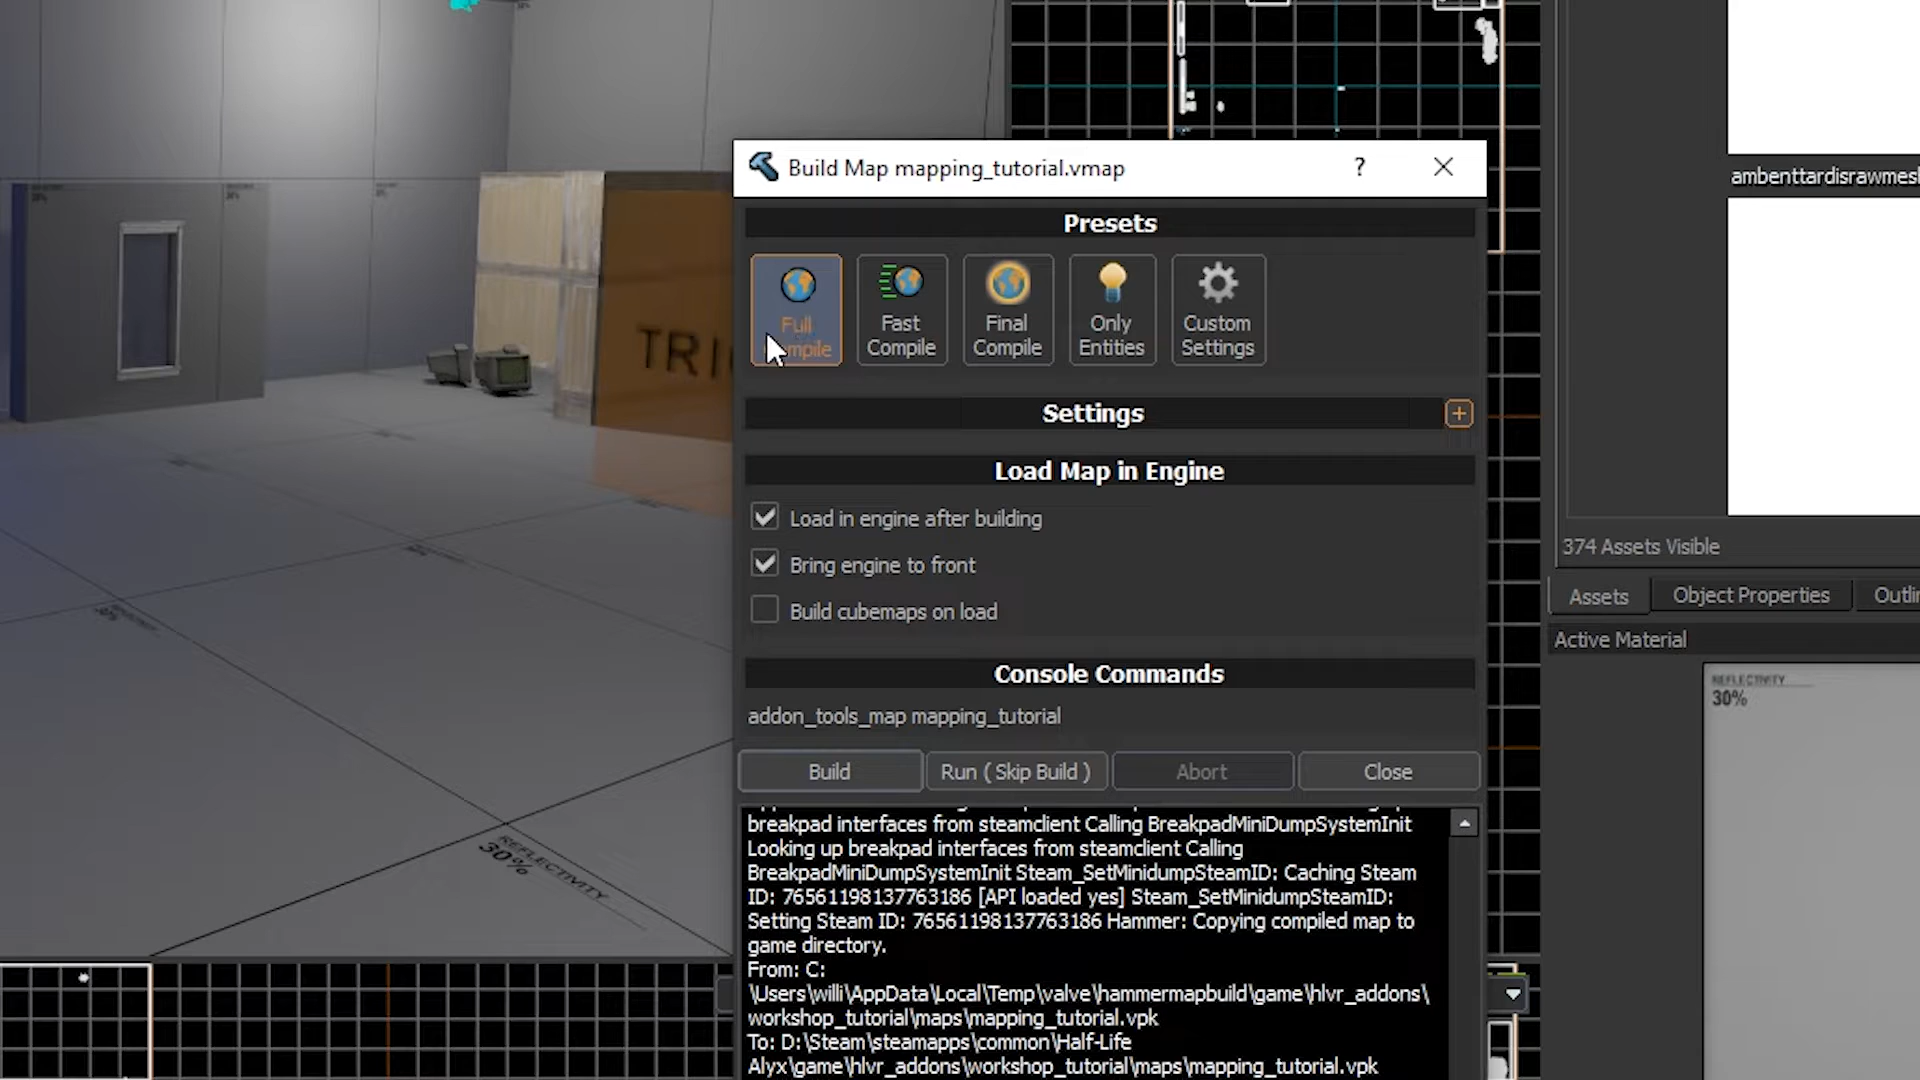 Build Map mapping_tutorial.vmap
?
Presets
Full
Compile
Fast
Compile
Final
Compile
Only
Entities
Custom
Settings
Settings
Load Map in Engine
Load in engine after building
Bring engine to front
Build cubemaps on load
Console Commands
addon_tools_map mapping_tutorial
Build
Run ( Skip Build )
Abort
Close
breakpad interfaces from steamclient Calling BreakpadMiniDumpSystemInit
Looking up breakpad interfaces from steamclient Calling
BreakpadMiniDumpSystemInit Steam_SetMinidumpSteamID: Caching Steam
ID: 76561198137763186 [API loaded yes] Steam_SetMinidumpSteamID:
Setting Steam ID: 76561198137763186 Hammer: Copying compiled map to
game directory.
From: C:
\Users\willi\AppData\Local\Temp\valve\hammermapbuild\game\hlvr_addons\
workshop_tutorial\maps\mapping_tutorial.vpk
To: D:\Steam\steamapps\common\Half-Life
Alyx\game\hlvr_addons\workshop_tutorial\maps\mapping_tutorial.vpk
TRI
REFLECTIVITY
30%
ambenttardisrawmesl
374 Assets Visible
Assets
Object Properties
Outli
Active Material
REFLECTIVITY
30%